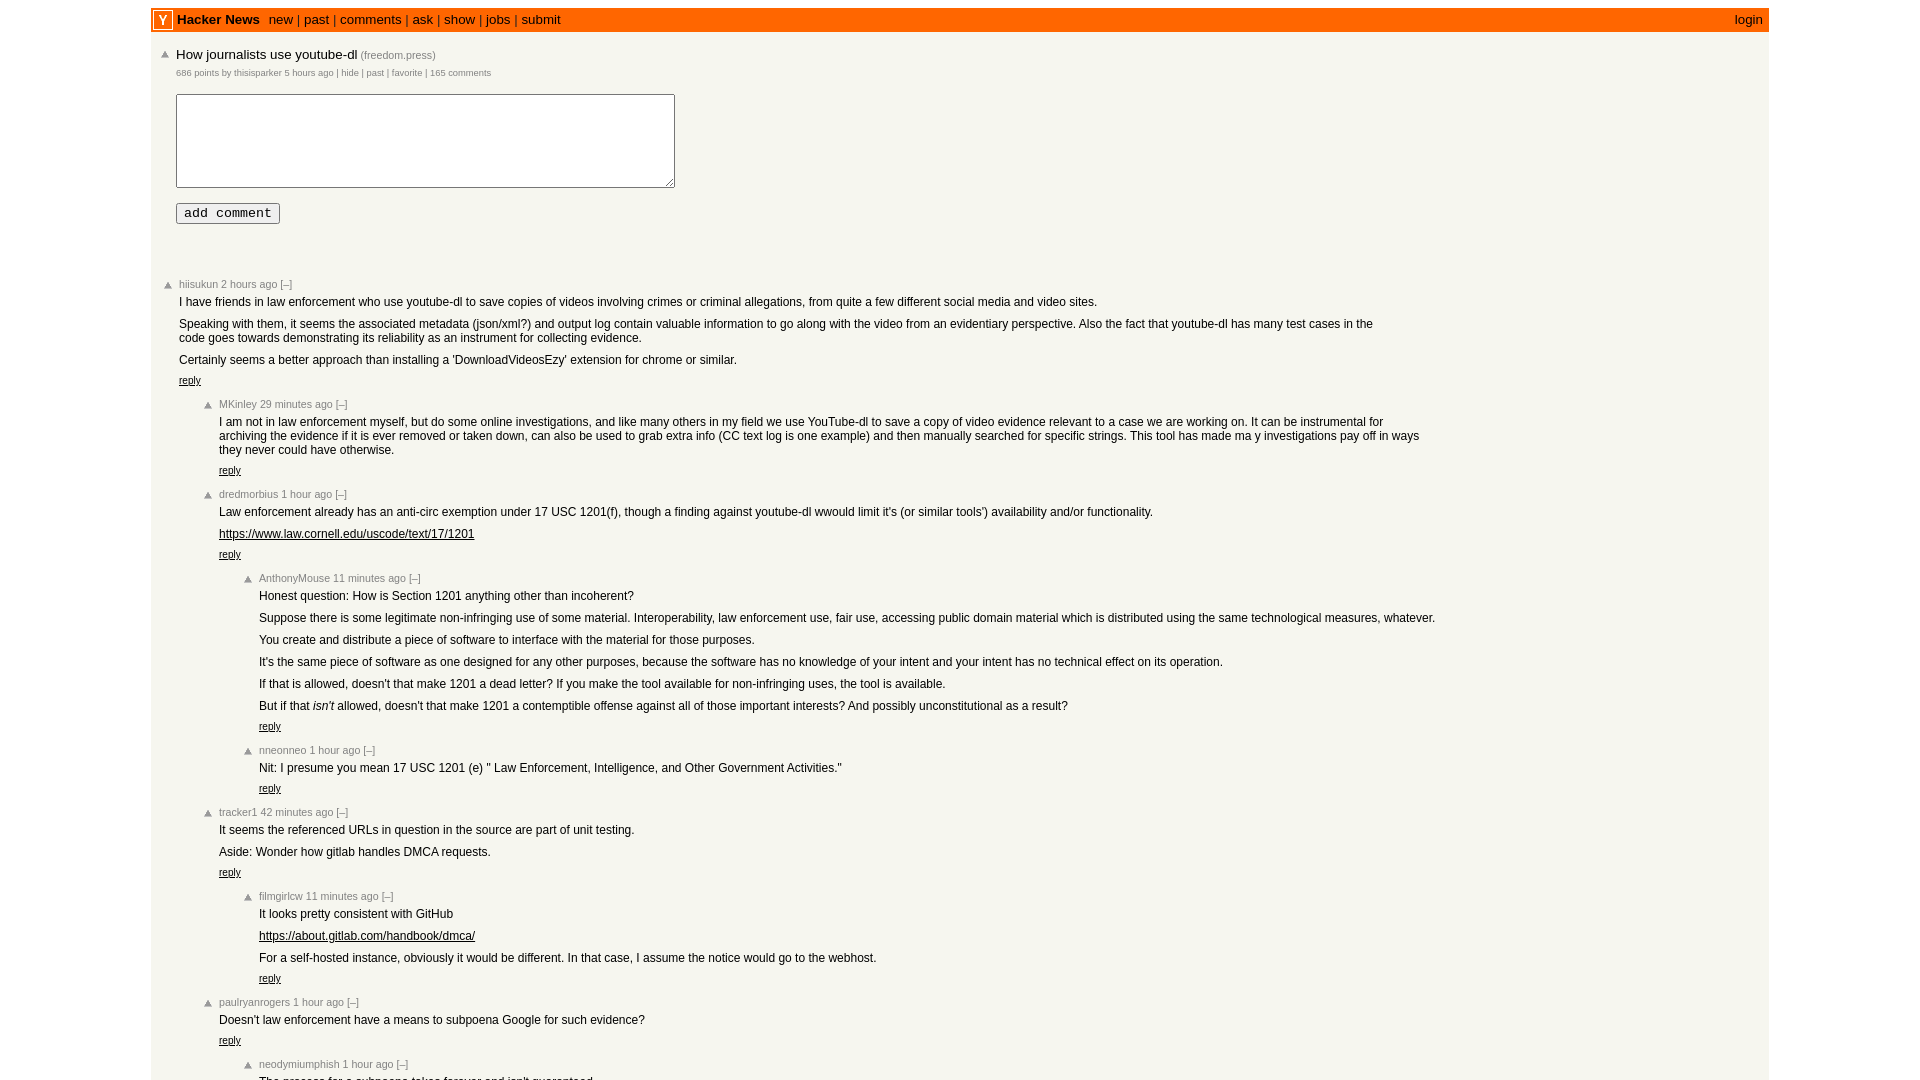 Y Hacker News new | past | comments | ask | show | jobs | submit login
How journalists use youtube-dl (freedom.press)
686 points by thisisparker 5 hours ago | hide | past | favorite | 165 comments
add comment
hiisukun 2 hours ago [–]
I have friends in law enforcement who use youtube-dl to save copies of videos involving crimes or criminal allegations, from quite a few different social media and video sites.
Speaking with them, it seems the associated metadata (json/xml?) and output log contain valuable information to go along with the video from an evidentiary perspective. Also the fact that youtube-dl has many test cases in the
code goes towards demonstrating its reliability as an instrument for collecting evidence.
Certainly seems a better approach than installing a 'DownloadVideosEzy' extension for chrome or similar.
reply
MKinley 29 minutes ago [–]
I am not in law enforcement myself, but do some online investigations, and like many others in my field we use YouTube-dl to save a copy of video evidence relevant to a case we are working on. It can be instrumental for
archiving the evidence if it is ever removed or taken down, can also be used to grab extra info (CC text log is one example) and then manually searched for specific strings. This tool has made ma y investigations pay off in ways
they never could have otherwise.
reply
dredmorbius 1 hour ago [–]
Law enforcement already has an anti-circ exemption under 17 USC 1201(f), though a finding against youtube-dl wwould limit it's (or similar tools') availability and/or functionality.
https://www.law.cornell.edu/uscode/text/17/1201
reply
AnthonyMouse 11 minutes ago [–]
Honest question: How is Section 1201 anything other than incoherent?
Suppose there is some legitimate non-infringing use of some material. Interoperability, law enforcement use, fair use, accessing public domain material which is distributed using the same technological measures, whatever.
You create and distribute a piece of software to interface with the material for those purposes.
It's the same piece of software as one designed for any other purposes, because the software has no knowledge of your intent and your intent has no technical effect on its operation.
If that is allowed, doesn't that make 1201 a dead letter? If you make the tool available for non-infringing uses, the tool is available.
But if that isn't allowed, doesn't that make 1201 a contemptible offense against all of those important interests? And possibly unconstitutional as a result?
reply
nneonneo 1 hour ago [–]
Nit: I presume you mean 17 USC 1201 (e) " Law Enforcement, Intelligence, and Other Government Activities."
reply
tracker1 42 minutes ago [–]
It seems the referenced URLs in question in the source are part of unit testing.
Aside: Wonder how gitlab handles DMCA requests.
reply
filmgirlcw 11 minutes ago [–]
It looks pretty consistent with GitHub
https://about.gitlab.com/handbook/dmca/
For a self-hosted instance, obviously it would be different. In that case, I assume the notice would go to the webhost.
reply
paulryanrogers 1 hour ago [–]
Doesn't law enforcement have a means to subpoena Google for such evidence?
reply
neodymiumphish 1 hour ago [–]
The process for a subpoena takes forever and isn't guaranteed.